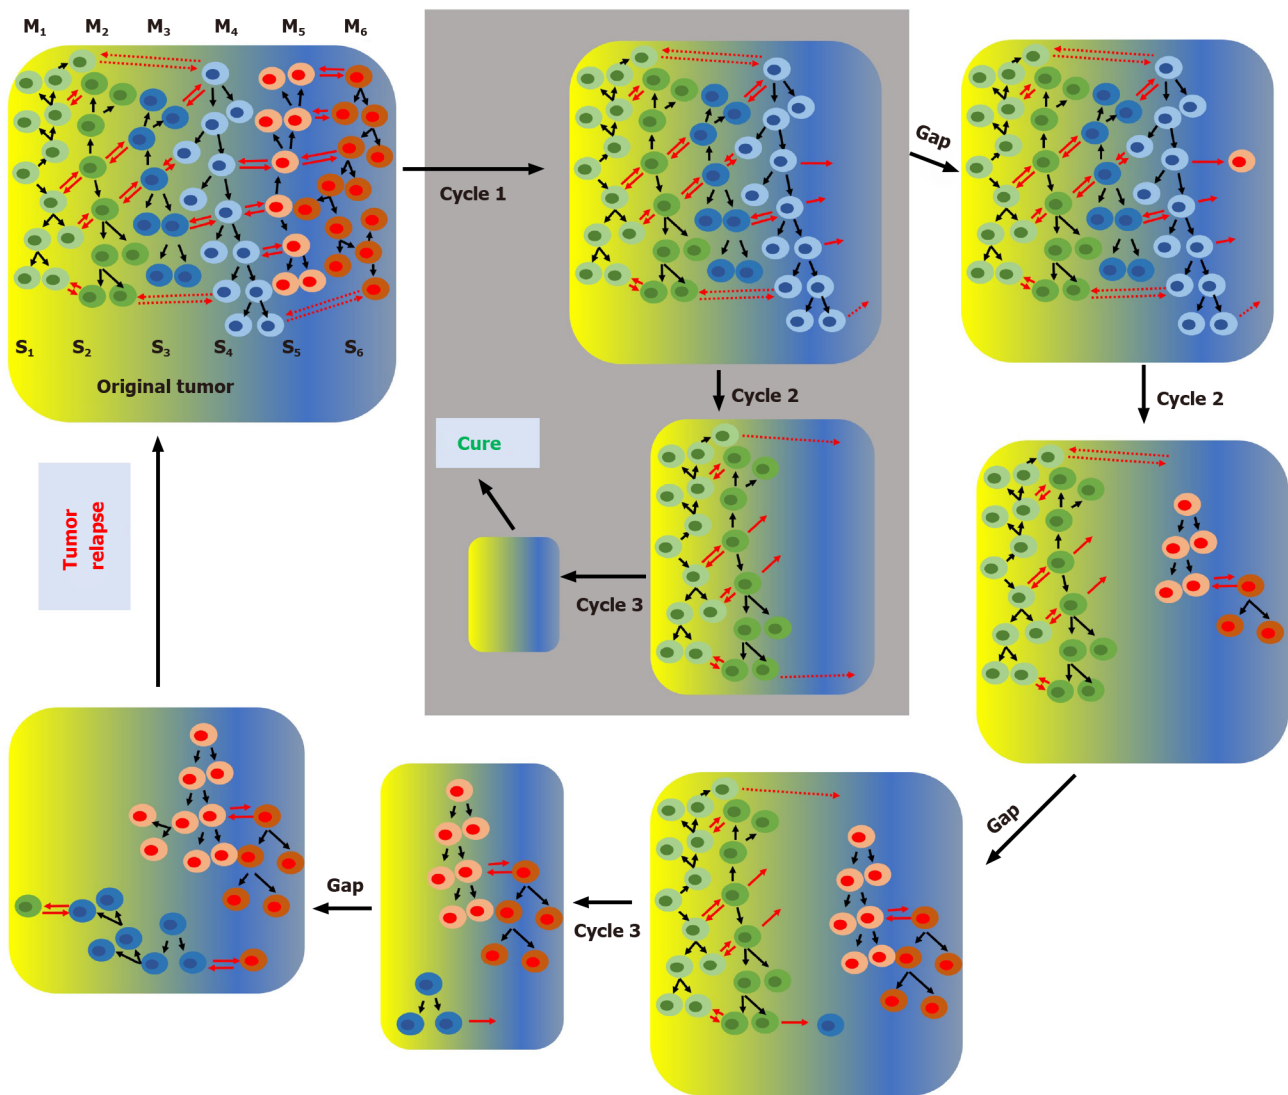 M₁ M₂ M₃ M₄ M₅ M₆
S₁ S₂ S₃ S₄ S₅ S₆
Original tumor
Cycle 1
Gap
Cycle 2
Cycle 2
Cure
Cycle 3
Tumor
relapse
Gap
Cycle 3
Gap